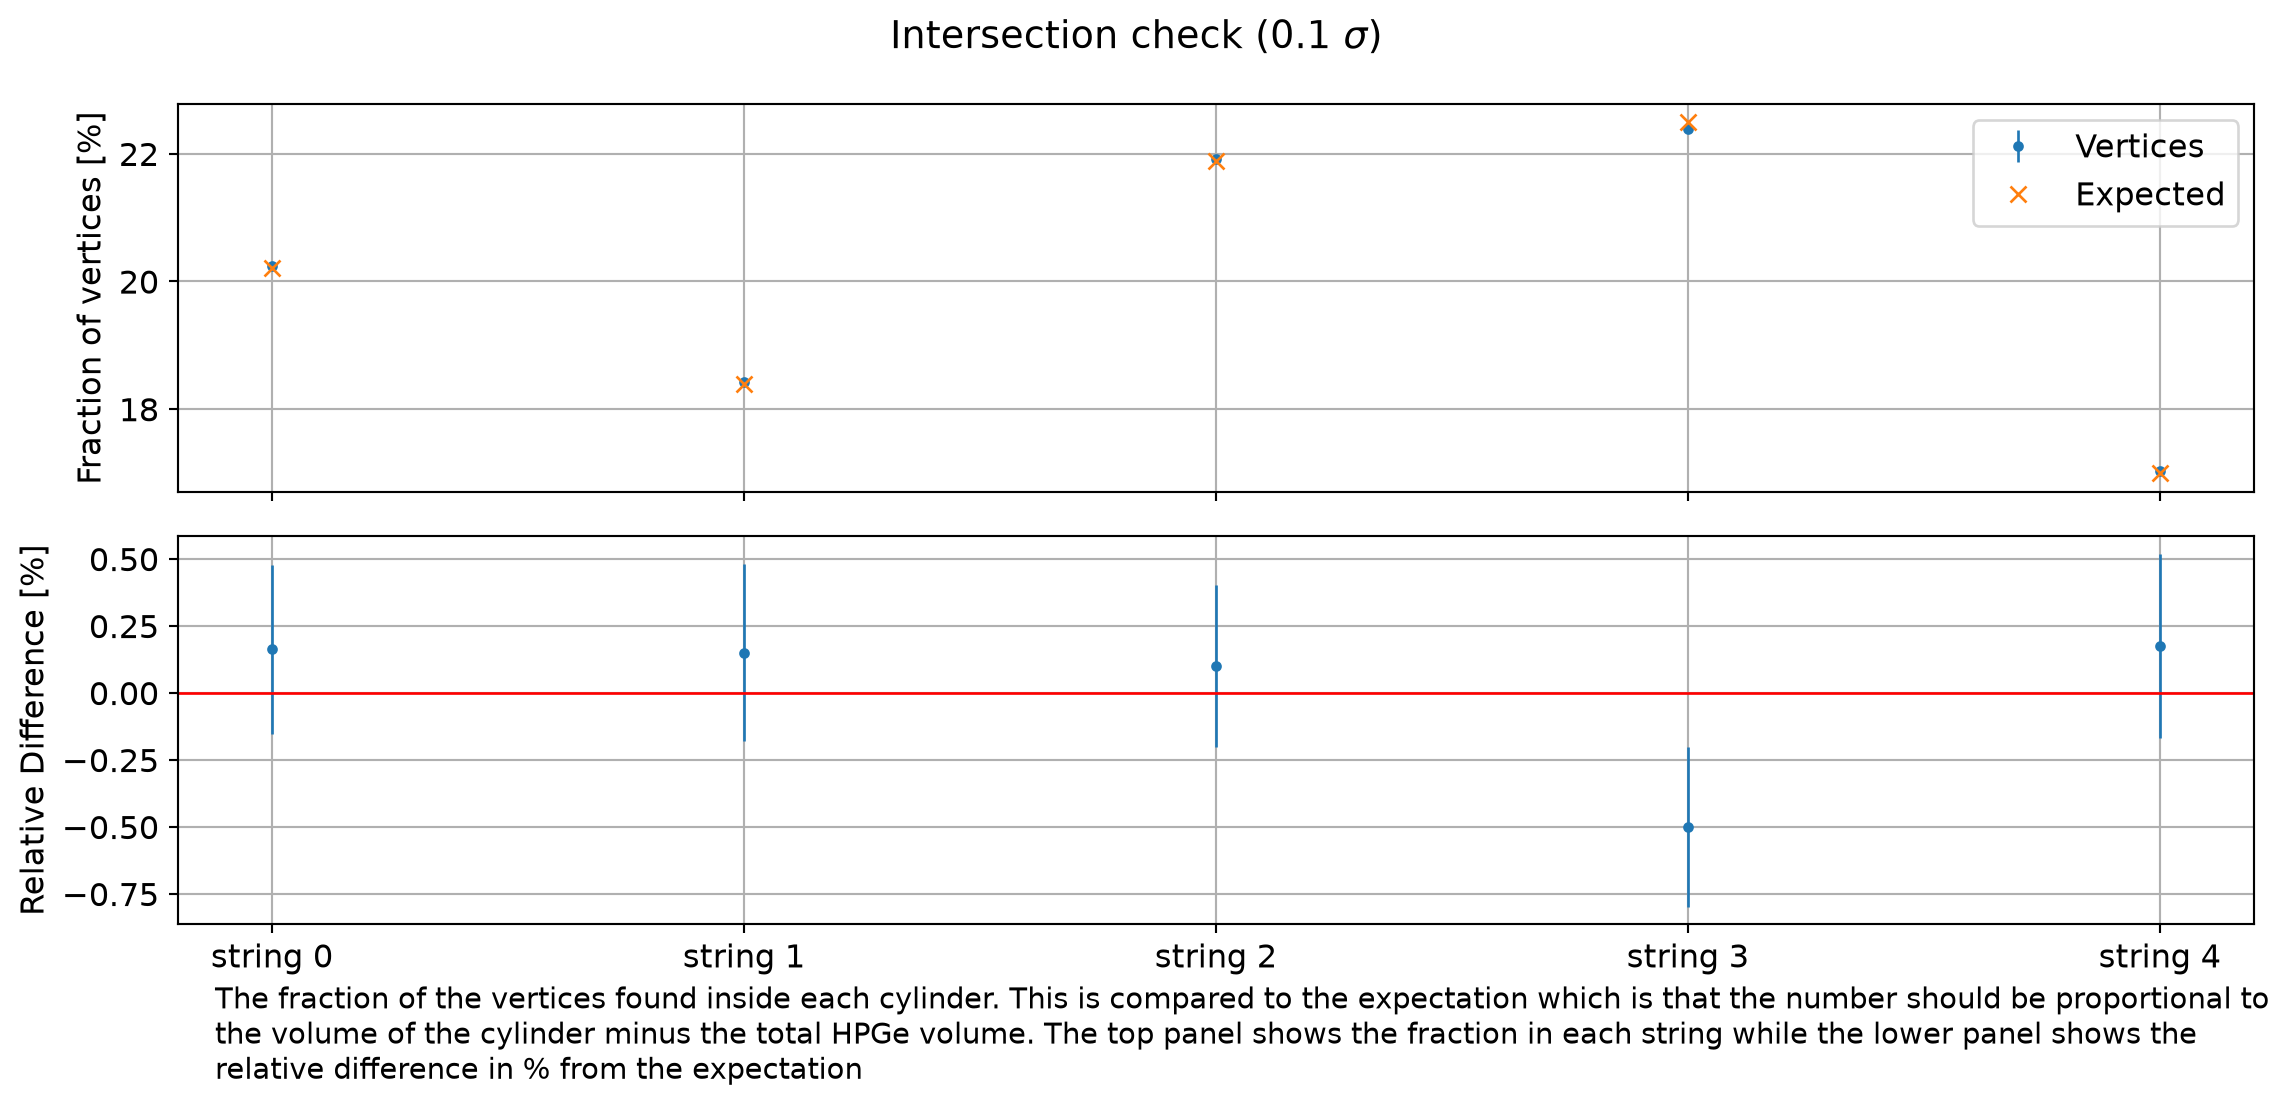 Intersection check (0.1 σ)
Fraction of vertices [%]
22
20
18
Vertices
Expected
Relative Difference [%]
0.50
0.25
0.00
−0.25
−0.50
−0.75
string 0
string 1
string 2
string 3
string 4
The fraction of the vertices found inside each cylinder. This is compared to the expectation which is that the number should be proportional to
the volume of the cylinder minus the total HPGe volume. The top panel shows the fraction in each string while the lower panel shows the
relative difference in % from the expectation